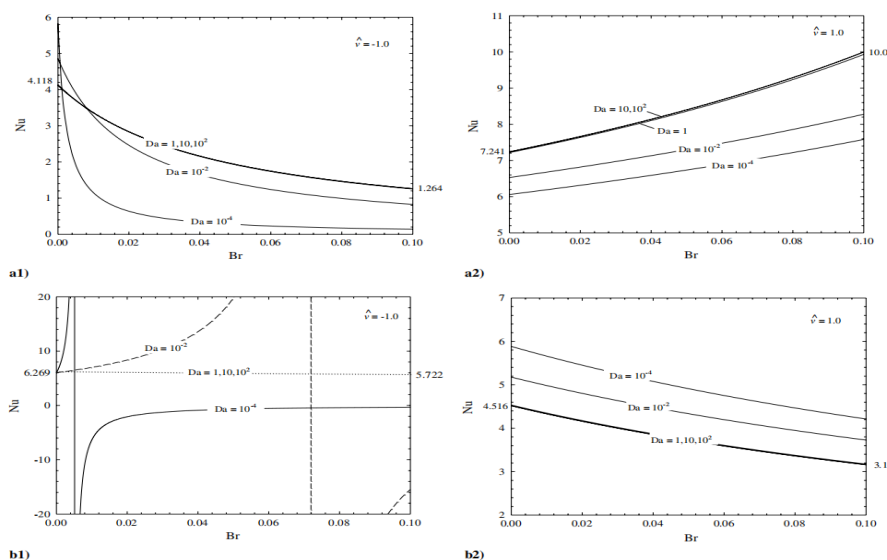 6
5
4.118
4
3
2
1
0
Nu
v̂ = -1.0
Da = 1,10,10²
Da = 10⁻²
Da = 10⁻⁴
1.264
0.00 0.02 0.04 0.06 0.08 0.10
Br
a1)
11
10
9
8
7.241
7
6
5
Nu
v̂ = 1.0
10.0
Da = 10,10²
Da = 1
Da = 10⁻²
Da = 10⁻⁴
0.00 0.02 0.04 0.06 0.08 0.10
Br
a2)
20
10
6.269
0
-10
-20
Nu
v̂ = -1.0
Da = 10⁻²
Da = 1,10,10²
5.722
Da = 10⁻⁴
0.00 0.02 0.04 0.06 0.08 0.10
Br
b1)
7
6
5
4.516
4
3
2
Nu
v̂ = 1.0
Da = 10⁻⁴
Da = 10⁻²
Da = 1,10,10²
3.1
0.00 0.02 0.04 0.06 0.08 0.10
Br
b2)